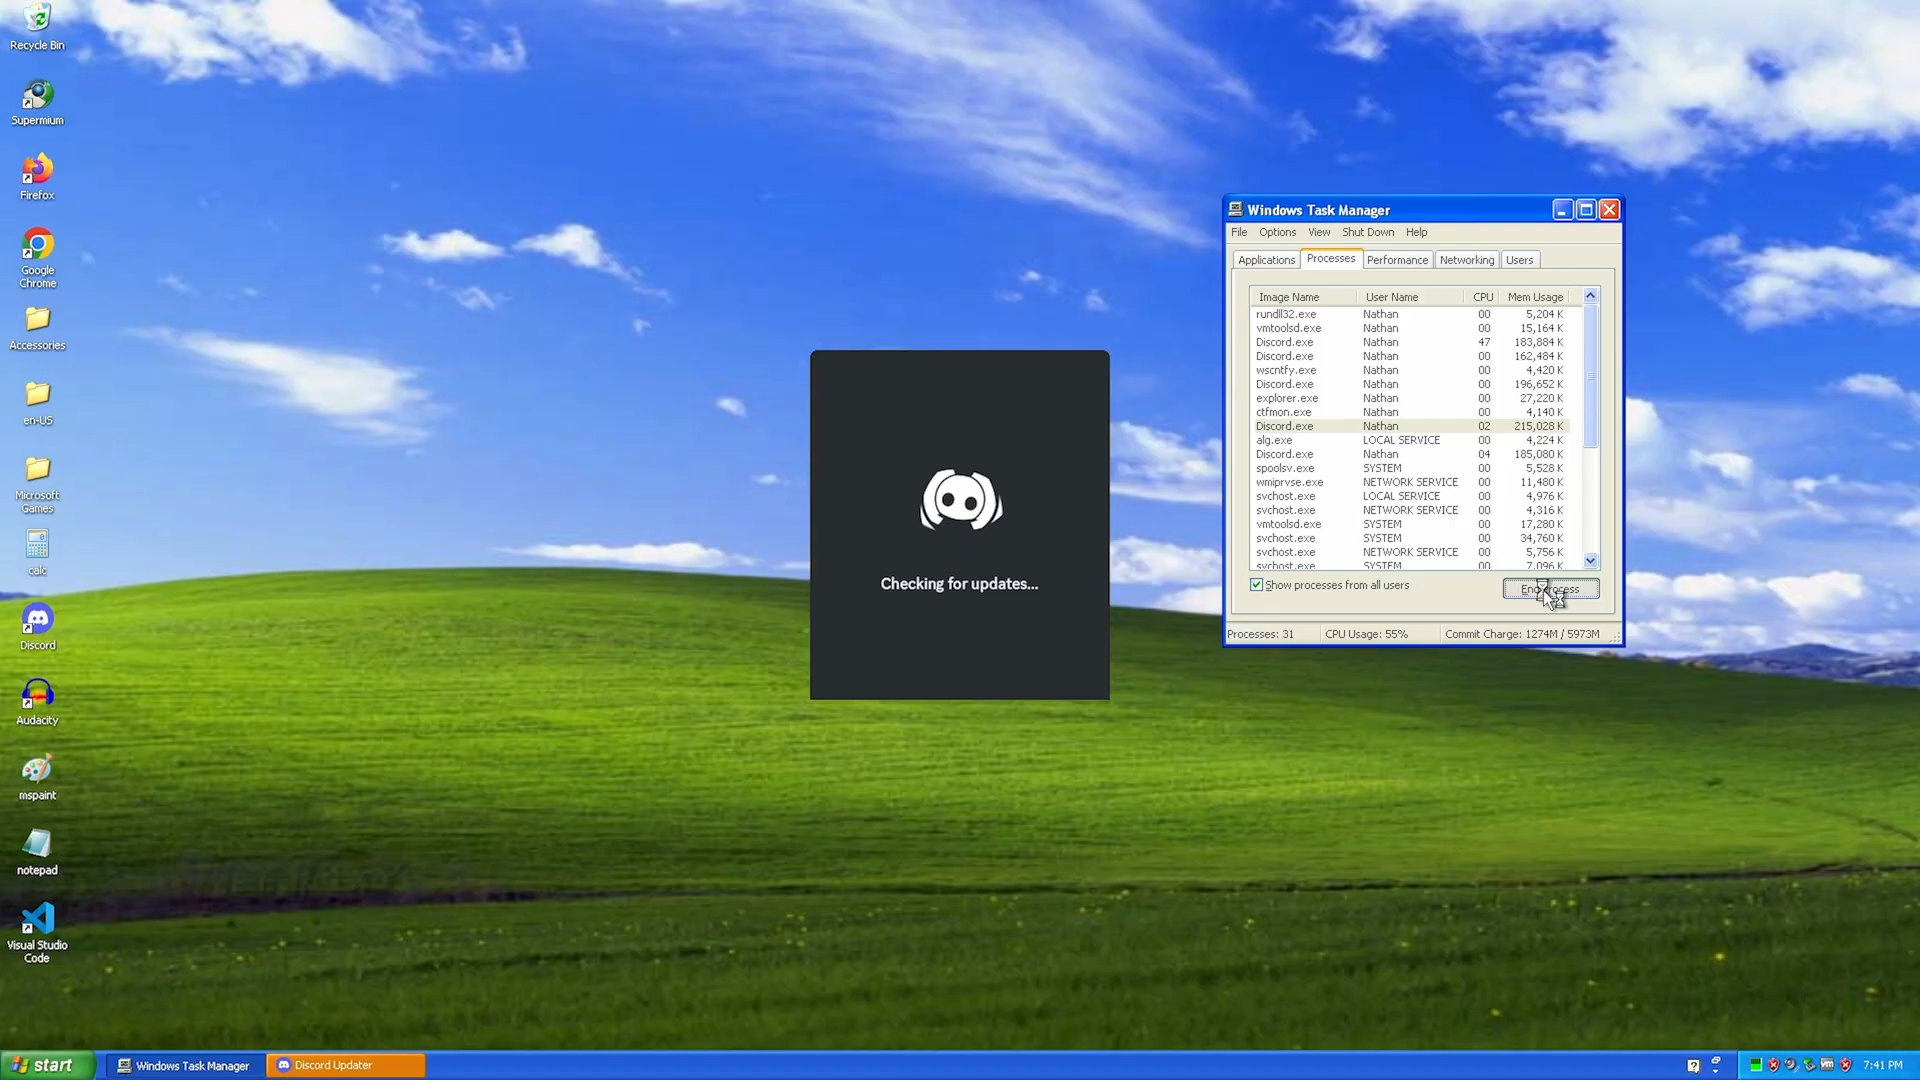 Recycle Bin
Supermium
Firefox
Google
Chrome
Accessories
en-US
Microsoft
Games
calc
Discord
Audacity
mspaint
notepad
Visual Studio
Code
Checking for updates...
Windows Task Manager
File Options View Shut Down Help
Applications Processes Performance Networking Users
Image Name User Name CPU Mem Usage
rundll32.exe Nathan 00 5,204 K
vmtoolsd.exe Nathan 00 15,164 K
Discord.exe Nathan 47 183,884 K
Discord.exe Nathan 00 162,484 K
wscntfy.exe Nathan 00 4,420 K
Discord.exe Nathan 00 196,652 K
explorer.exe Nathan 00 27,220 K
ctfmon.exe Nathan 00 4,140 K
Discord.exe Nathan 02 215,028 K
alg.exe LOCAL SERVICE 00 4,224 K
Discord.exe Nathan 04 185,080 K
spoolsv.exe SYSTEM 00 5,528 K
wmiprvse.exe NETWORK SERVICE 00 11,480 K
svchost.exe LOCAL SERVICE 00 4,976 K
svchost.exe NETWORK SERVICE 00 4,316 K
vmtoolsd.exe SYSTEM 00 17,280 K
svchost.exe SYSTEM 00 34,760 K
svchost.exe NETWORK SERVICE 00 5,756 K
svchost.exe SYSTEM 00 7,096 K
Show processes from all users
End Process
Processes: 31 CPU Usage: 55% Commit Charge: 1274M / 5973M
start
Windows Task Manager
Discord Updater
7:41 PM